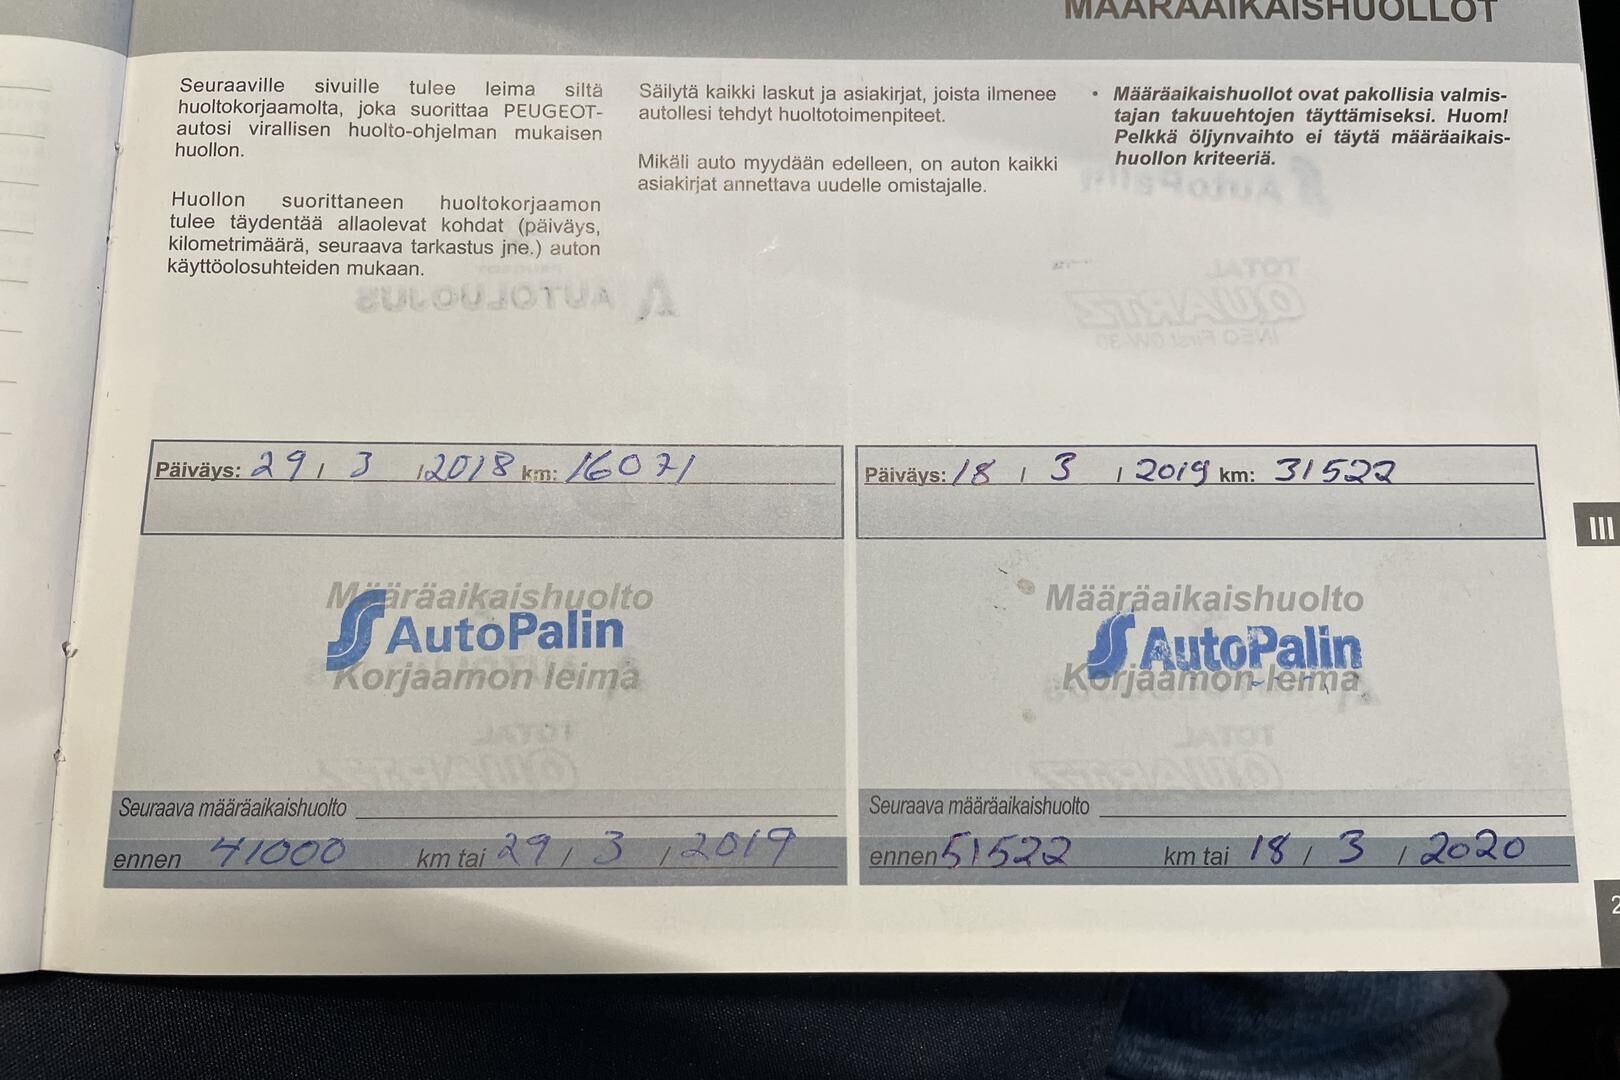 MÄÄRÄAIKAISHUOLLOT
Seuraaville sivuille tulee leima siltä
huoltokorjaamolta, joka suorittaa PEUGEOT-
autosi virallisen huolto-ohjelman mukaisen
huollon.
Huollon suorittaneen huoltokorjaamon
tulee täydentää allaolevat kohdat (päiväys,
kilometrimäärä, seuraava tarkastus jne.) auton
käyttöolosuhteiden mukaan.
Säilytä kaikki laskut ja asiakirjat, joista ilmenee
autollesi tehdyt huoltotoimenpiteet.
Mikäli auto myydään edelleen, on auton kaikki
asiakirjat annettava uudelle omistajalle.
• Määräaikaishuollot ovat pakollisia valmis-
tajan takuuehtojen täyttämiseksi. Huom!
Pelkkä öljynvaihto ei täytä määräaikais-
huollon kriteeriä.
Päiväys: 29 / 3 / 2018 km: 16071
Määräaikaishuolto
AutoPalin
Korjaamon leima
Seuraava määräaikaishuolto
ennen 41000 km tai 29 / 3 / 2019
Päiväys: 18 / 3 / 2019 km: 31522
Määräaikaishuolto
AutoPalin
Korjaamon leima
Seuraava määräaikaishuolto
ennen 51522 km tai 18 / 3 / 2020
III
2